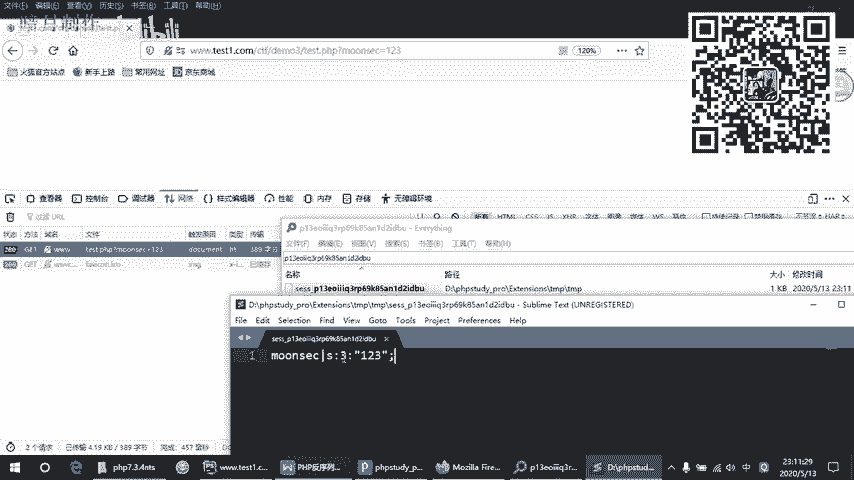 文件(F) 编辑(E) 查看(V) 历史(S) 书签(B) 工具(T) 帮助(H)
www.test1.com/ctf/demo3/test.php?moonsec=123
120%
火狐官方站点 新手上路 常用网址 京东商城
查看器 控制台 调试器 网络 样式编辑器 性能 内存 存储 无障碍环境
过滤 URL
状态 方法 域名 文件 触发原因 类型 传输
200 GET www test.php?moonsec=123 document 389 字
GET favicon.ico img 已缓存
p13eoiiiq3rp69k85an1d2idbu - Everything
文件(F) 编辑(E) 视图(V) 搜索(S) 书签(B) 工具(T) 帮助(H)
p13eoiiiq3rp69k85an1d2idbu
名称 路径 大小 修改时间
sess_p13eoiiiq3rp69k85an1d2idbu D:\phpstudy_pro\Extensions\tmp\tmp 1 KB 2020/5/13 23:11
D:\phpstudy_pro\Extensions\tmp\tmp\sess_p13eoiiiq3rp69k85an1d2idbu - Sublime Text (UNREGISTERED)
File Edit Selection Find View Goto Tools Project Preferences Help
sess_p13eoiiiq3rp69k85an1d2idbu
1 moonsec|s:3:"123";
2 个请求 已传输 4.19 KB / 389 字节 完成: 457 毫秒
php7.3.4nts www.test1.c... PHP反序列... phpstudy_p... Mozilla Fire... p13eoiiiq3r... D:\phpstud... 中
23:11:29
2020/5/13